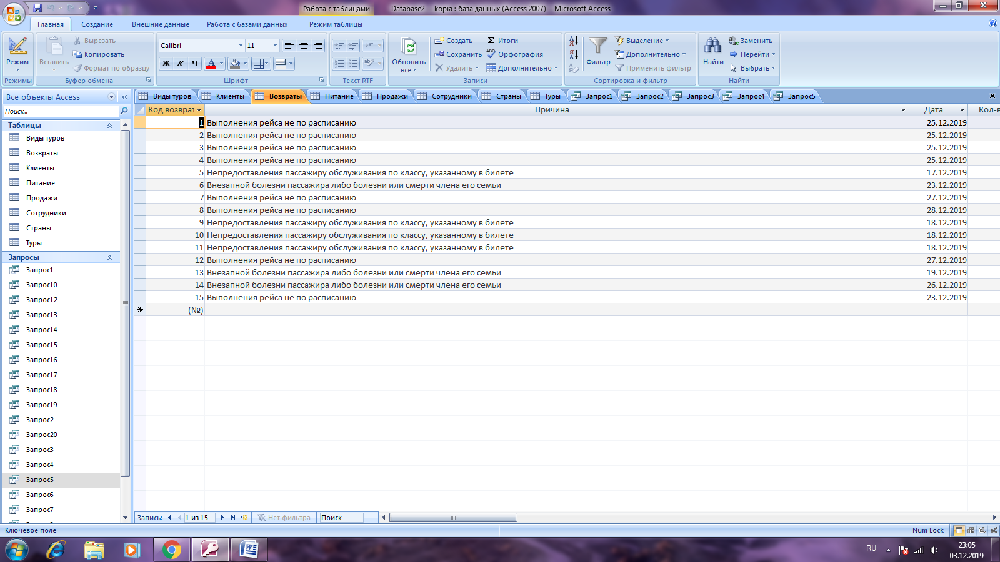 Работа с таблицами
Database2_-_kopia : база данных (Access 2007) - Microsoft Access
Главная Создание Внешние данные Работа с базами данных Режим таблицы
Режим
Режимы
Вставить
Вырезать
Копировать
Формат по образцу
Буфер обмена
Calibri 11
Ж К Ч А
Шрифт
Текст RTF
Обновить все
Создать
Сохранить
Удалить
Итоги
Орфография
Дополнительно
Записи
Фильтр
Выделение
Дополнительно
Применить фильтр
Сортировка и фильтр
Найти
Заменить
Перейти
Выбрать
Найти
Все объекты Access
Поиск...
Таблицы
Виды туров
Возвраты
Клиенты
Питание
Продажи
Сотрудники
Страны
Туры
Запросы
Запрос1
Запрос10
Запрос12
Запрос13
Запрос14
Запрос15
Запрос16
Запрос17
Запрос18
Запрос19
Запрос2
Запрос20
Запрос3
Запрос4
Запрос5
Запрос6
Запрос7
Виды туров Клиенты Возвраты Питание Продажи Сотрудники Страны Туры Запрос1 Запрос2 Запрос3 Запрос4 Запрос5
Код возврат Причина Дата Кол-в
1 Выполнения рейса не по расписанию 25.12.2019
2 Выполнения рейса не по расписанию 25.12.2019
3 Выполнения рейса не по расписанию 25.12.2019
4 Выполнения рейса не по расписанию 25.12.2019
5 Непредоставления пассажиру обслуживания по классу, указанному в билете 17.12.2019
6 Внезапной болезни пассажира либо болезни или смерти члена его семьи 23.12.2019
7 Выполнения рейса не по расписанию 27.12.2019
8 Выполнения рейса не по расписанию 28.12.2019
9 Непредоставления пассажиру обслуживания по классу, указанному в билете 18.12.2019
10 Непредоставления пассажиру обслуживания по классу, указанному в билете 18.12.2019
11 Непредоставления пассажиру обслуживания по классу, указанному в билете 18.12.2019
12 Выполнения рейса не по расписанию 27.12.2019
13 Внезапной болезни пассажира либо болезни или смерти члена его семьи 19.12.2019
14 Внезапной болезни пассажира либо болезни или смерти члена его семьи 26.12.2019
15 Выполнения рейса не по расписанию 23.12.2019
(№)
Запись: 1 из 15 Нет фильтра Поиск
Ключевое поле Num Lock
RU
23:05
03.12.2019